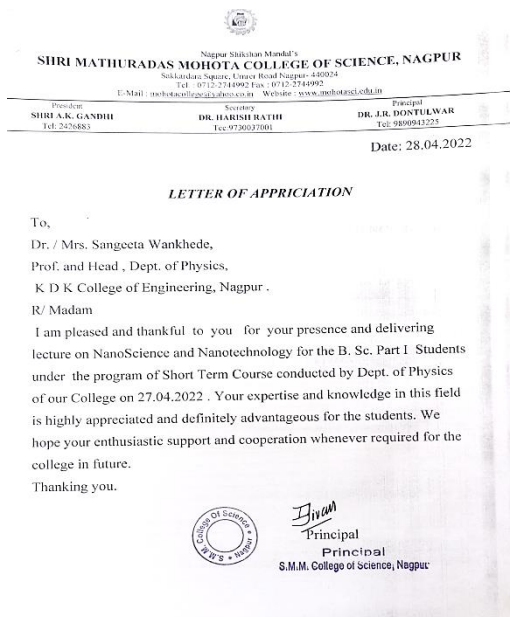 Nagpur Shikshan Mandal's
SHRI MATHURADAS MOHOTA COLLEGE OF SCIENCE, NAGPUR
Sakkardara Square, Umrer Road Nagpur- 440024
Tel : 0712-2744992 Fax : 0712-2744992
E-Mail : mohotacollege@yahoo.co.in Website : www.mohotasci.edu.in
President
SHRI A.K. GANDHI
Tel: 2426883
Secretary
DR. HARISH RATHI
Tee:9730037001
Principal
DR. J.R. DONTULWAR
Tel: 9890943225
Date: 28.04.2022
LETTER OF APPRICIATION
To,
Dr. / Mrs. Sangeeta Wankhede,
Prof. and Head , Dept. of Physics,
K D K College of Engineering, Nagpur .
R/ Madam
I am pleased and thankful to you for your presence and delivering
lecture on NanoScience and Nanotechnology for the B. Sc. Part I Students
under the program of Short Term Course conducted by Dept. of Physics
of our College on 27.04.2022 . Your expertise and knowledge in this field
is highly appreciated and definitely advantageous for the students. We
hope your enthusiastic support and cooperation whenever required for the
college in future.
Thanking you.
S.M.M. College Of Science
Principal
Principal
S.M.M. College of Science, Nagpur